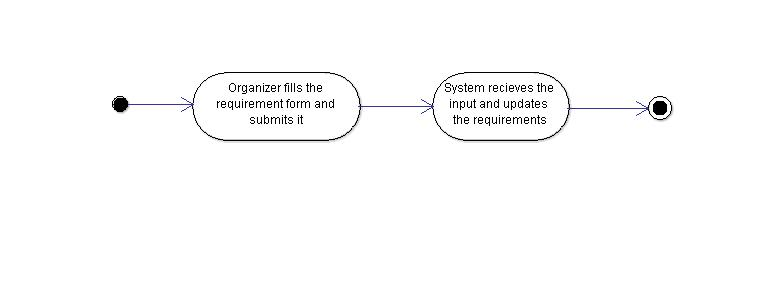 Organizer fills the
requirement form and
submits it
System recieves the
input and updates
the requirements